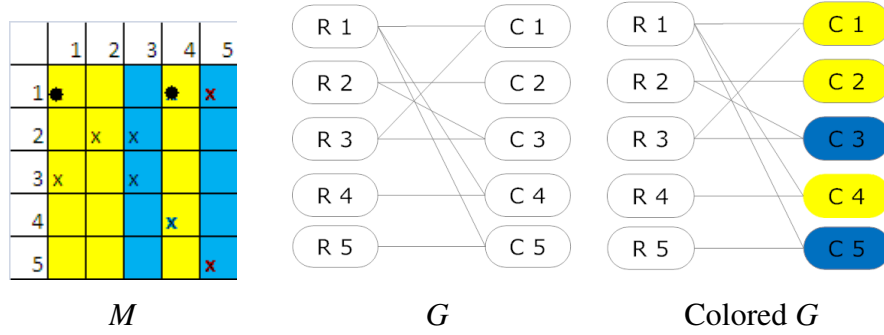 1 2 3 4 5
1 x
2 x x
3 x x
4 x
5 x
R 1 C 1
R 2 C 2
R 3 C 3
R 4 C 4
R 5 C 5
R 1 C 1
R 2 C 2
R 3 C 3
R 4 C 4
R 5 C 5
M G Colored G